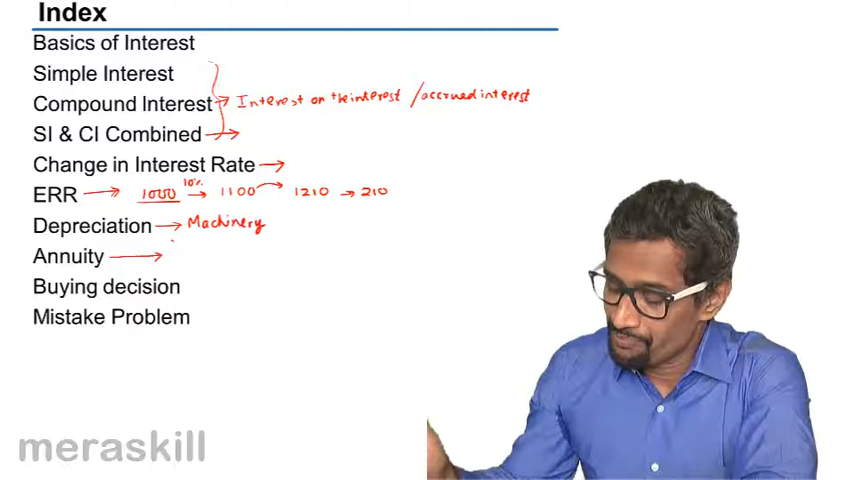 Index
Basics of Interest
Simple Interest
Compound Interest → Interest on the interest / accrued interest
SI & CI Combined →
Change in Interest Rate →
ERR → 1000 10% → 1100 → 1210 → 210
Depreciation → Machinery
Annuity →
Buying decision
Mistake Problem
meraskill